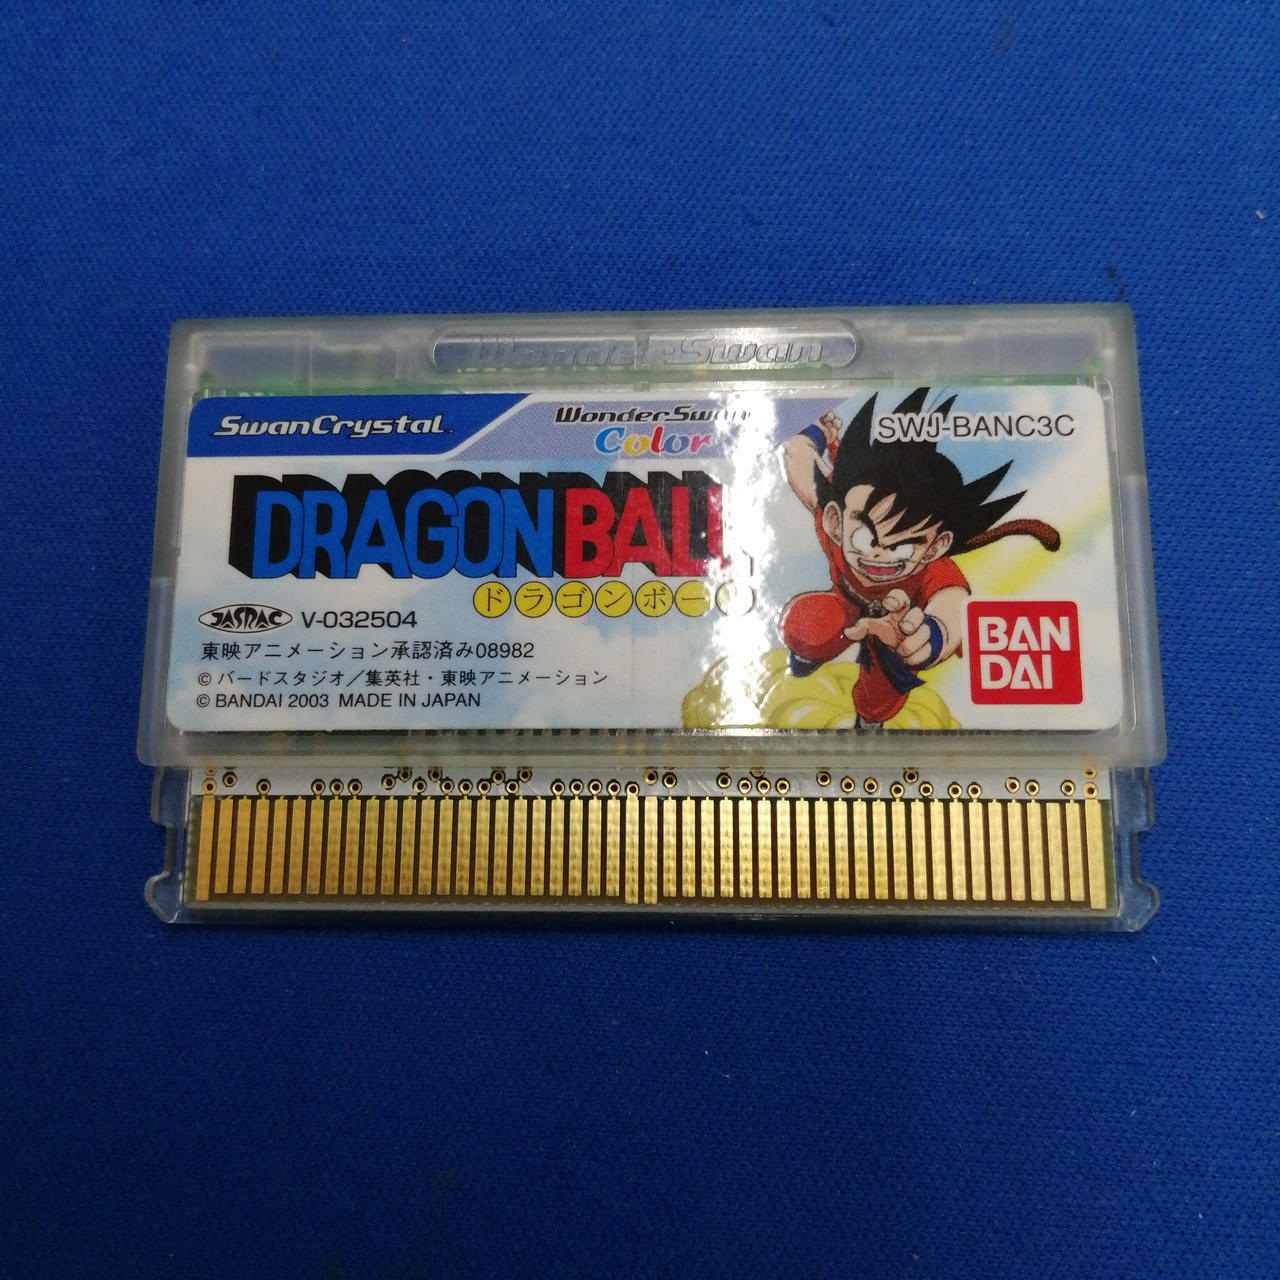 WonderSwan
SwanCrystal™
WonderSwan
Color
SWJ-BANC3C
DRAGON BALL
ドラゴンボール
JASRAC V-032504
東映アニメーション承認済み08982
© バードスタジオ／集英社・東映アニメーション
© BANDAI 2003 MADE IN JAPAN
BAN
DAI